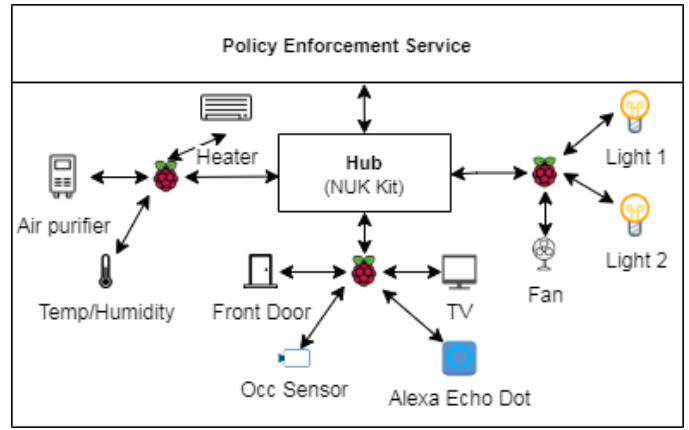 Policy Enforcement Service
Heater
Hub
(NUK Kit)
Light 1
Air purifier
Light 2
Temp/Humidity
Front Door
TV
Fan
Occ Sensor
Alexa Echo Dot